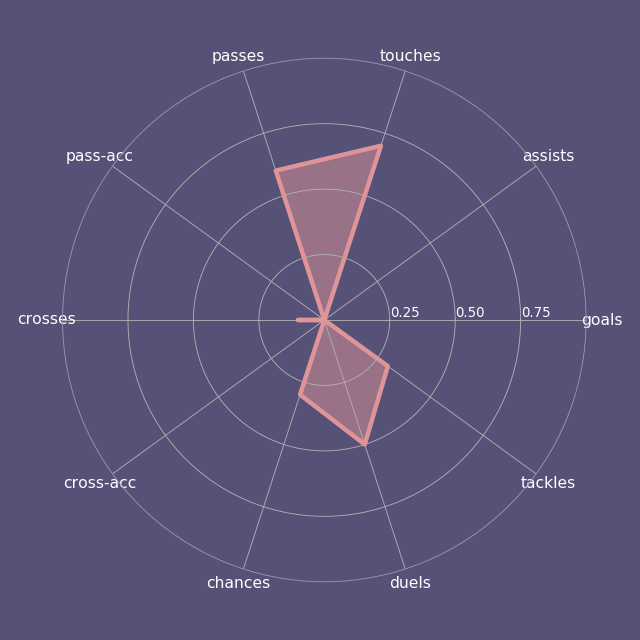 passes
touches
pass-acc
assists
crosses
0.25
0.50
0.75
goals
cross-acc
tackles
chances
duels